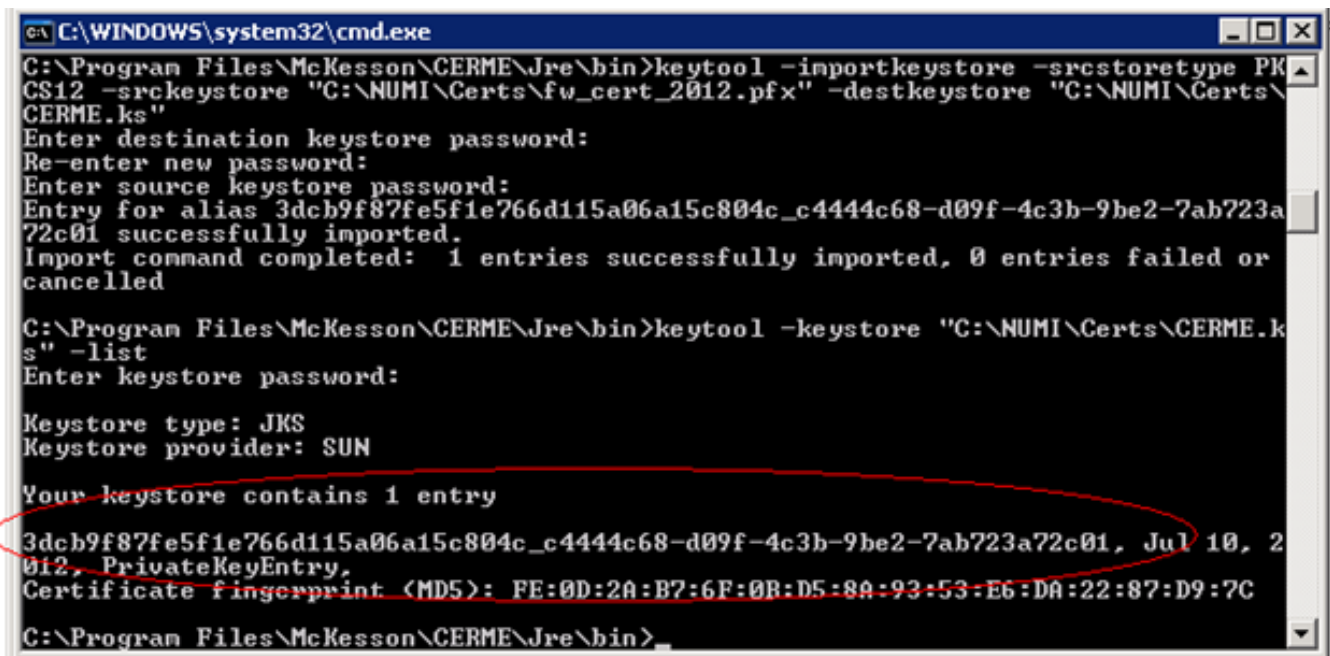 C:\WINDOWS\system32\cmd.exe
C:\Program Files\McKesson\CERME\Jre\bin>keytool -importkeystore -srcstoretype PK
CS12 -srckeystore "C:\NUMI\Certs\fw_cert_2012.pfx" -destkeystore "C:\NUMI\Certs\
CERME.ks"
Enter destination keystore password:
Re-enter new password:
Enter source keystore password:
Entry for alias 3dcb9f87fe5f1e766d115a06a15c804c_c4444c68-d09f-4c3b-9be2-7ab723a
72c01 successfully imported.
Import command completed:  1 entries successfully imported, 0 entries failed or
cancelled
C:\Program Files\McKesson\CERME\Jre\bin>keytool -keystore "C:\NUMI\Certs\CERME.k
s" -list
Enter keystore password:
Keystore type: JKS
Keystore provider: SUN
Your keystore contains 1 entry
3dcb9f87fe5f1e766d115a06a15c804c_c4444c68-d09f-4c3b-9be2-7ab723a72c01, Jul 10, 2
012, PrivateKeyEntry,
Certificate fingerprint (MD5): FE:0D:2A:B7:6F:0B:D5:8A:93:53:E6:DA:22:87:D9:7C
C:\Program Files\McKesson\CERME\Jre\bin>_